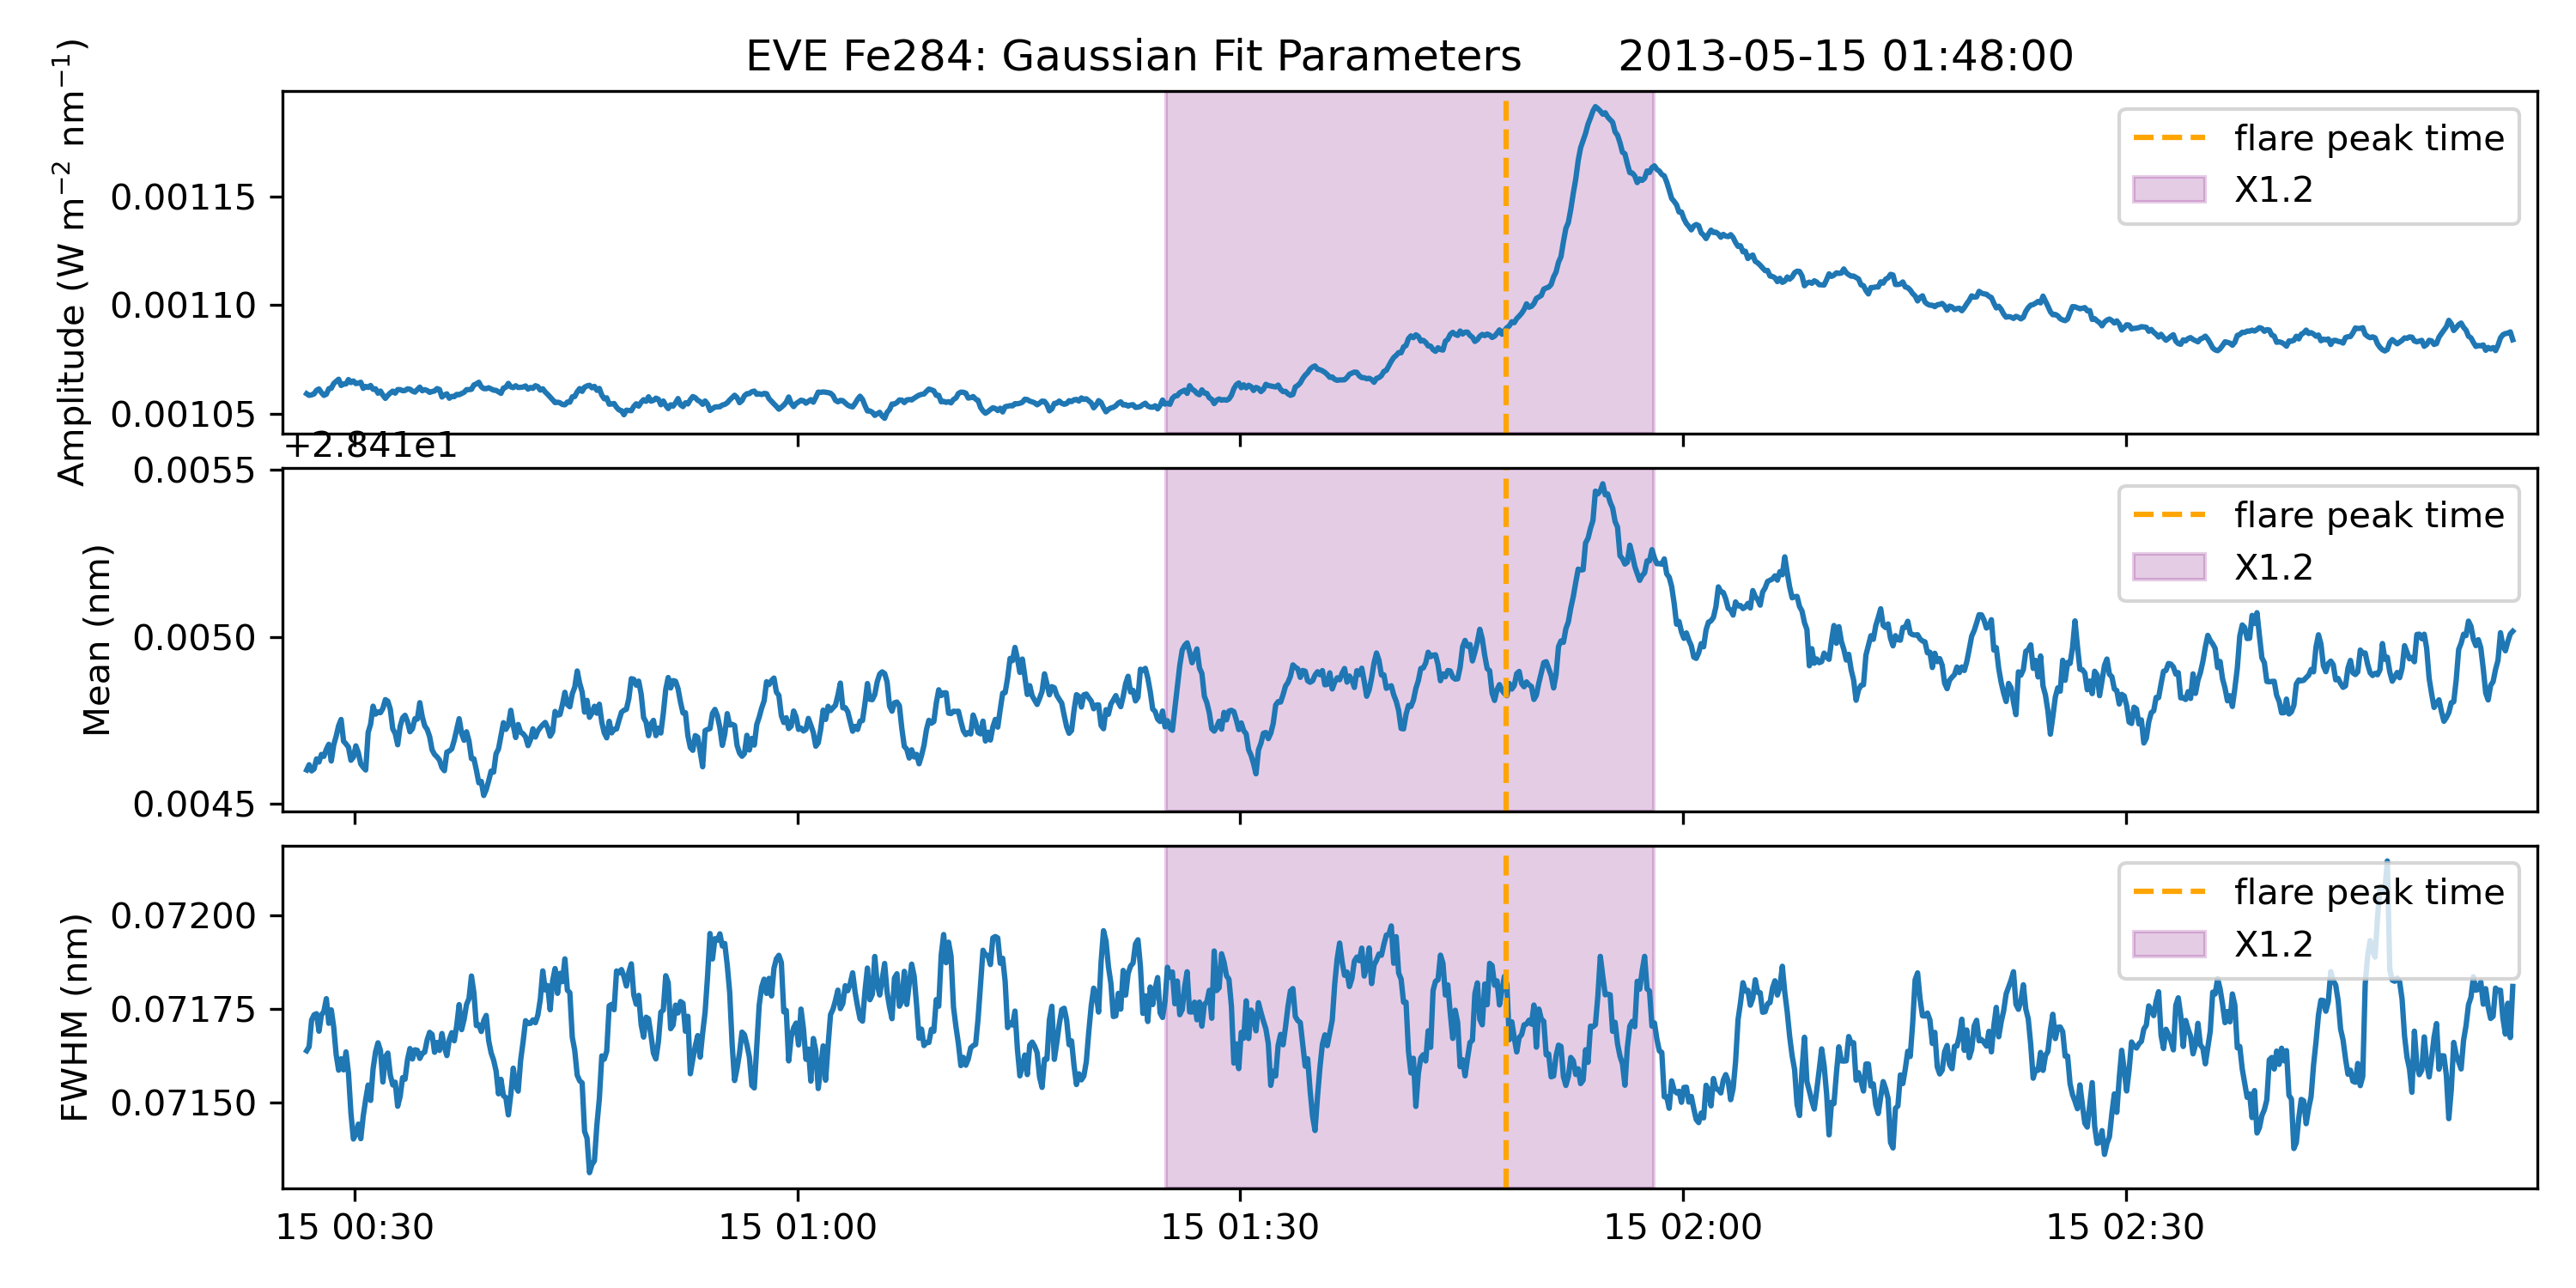 EVE Fe284: Gaussian Fit Parameters 2013-05-15 01:48:00
Amplitude (W m⁻² nm⁻¹)
0.00115
0.00110
0.00105
flare peak time
X1.2
+2.841e1
Mean (nm)
0.0055
0.0050
0.0045
flare peak time
X1.2
FWHM (nm)
0.07200
0.07175
0.07150
flare peak time
X1.2
15 00:30
15 01:00
15 01:30
15 02:00
15 02:30